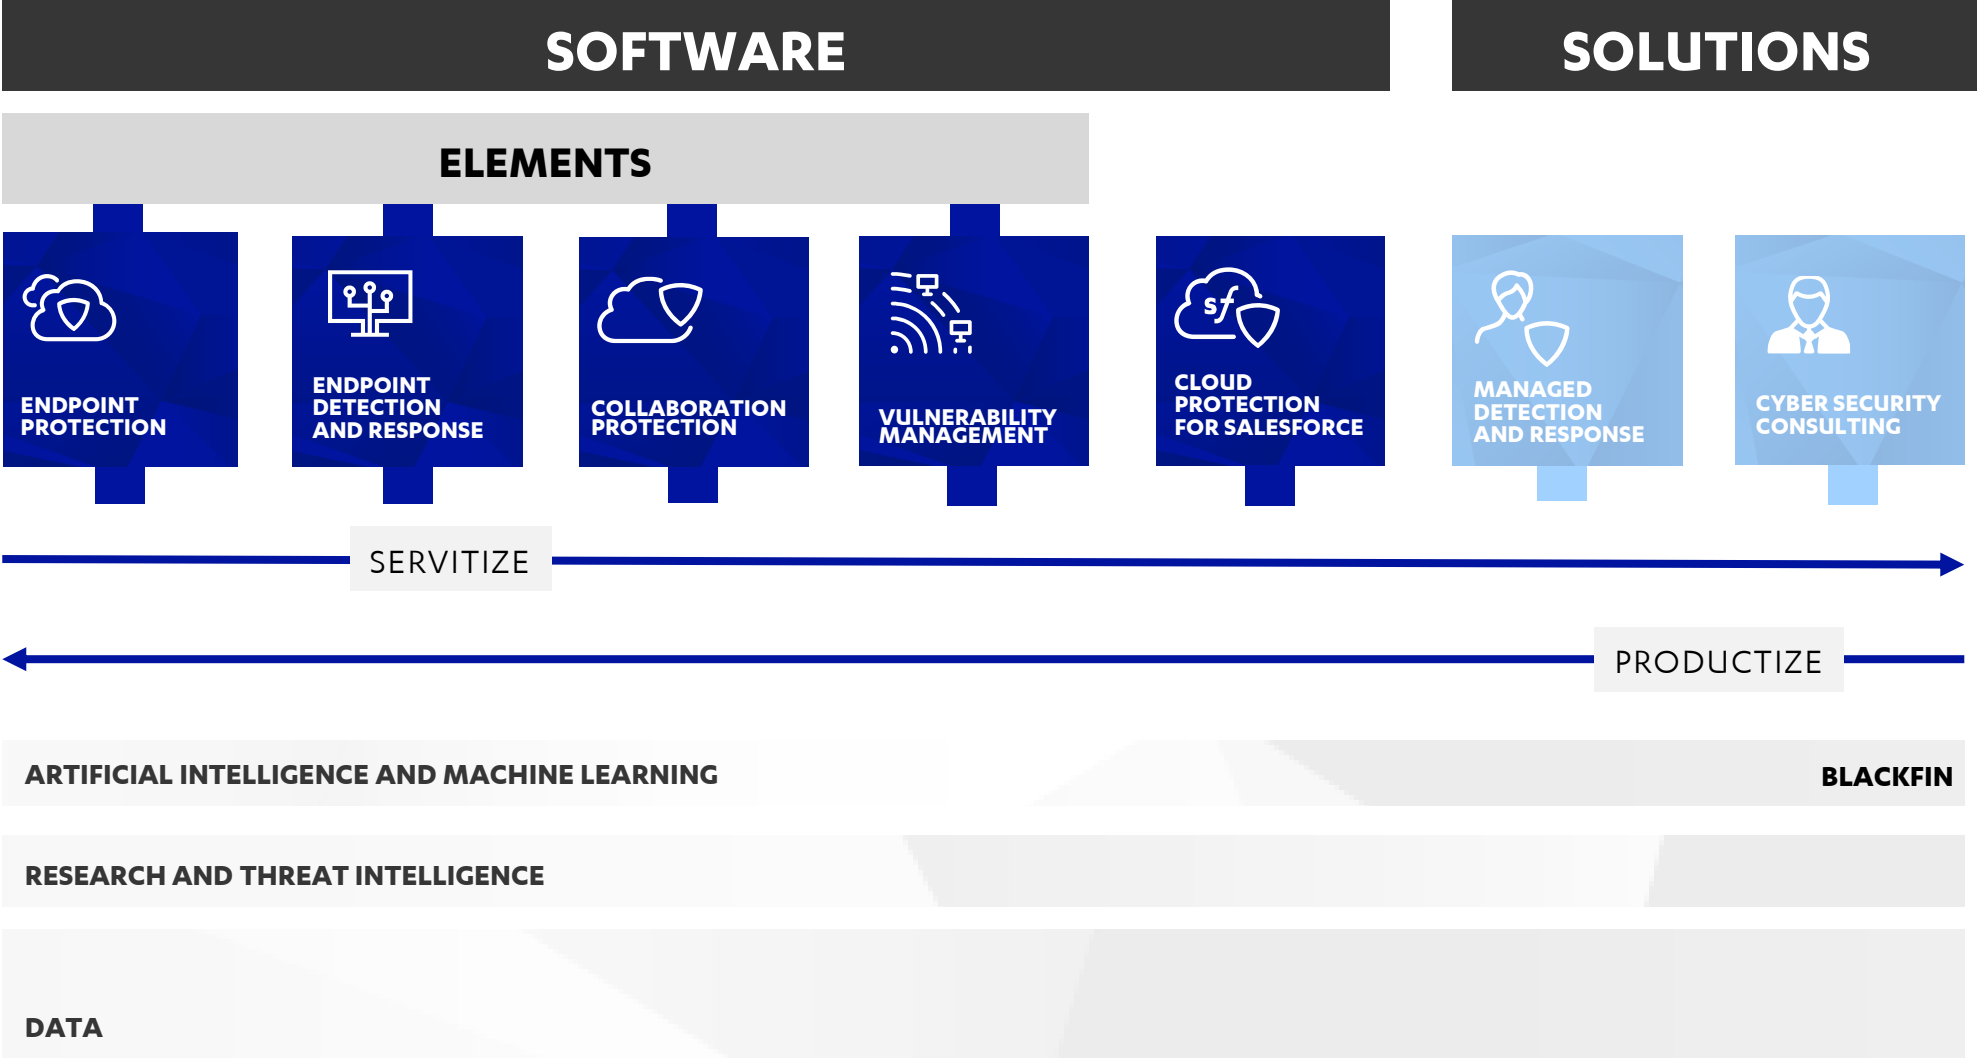 SOFTWARE
SOLUTIONS
ELEMENTS
ENDPOINT
PROTECTION
ENDPOINT
DETECTION
AND RESPONSE
COLLABORATION
PROTECTION
VULNERABILITY
MANAGEMENT
sf
CLOUD
PROTECTION
FOR SALESFORCE
MANAGED
DETECTION
AND RESPONSE
CYBER SECURITY
CONSULTING
SERVITIZE
PRODUCTIZE
ARTIFICIAL INTELLIGENCE AND MACHINE LEARNING
BLACKFIN
RESEARCH AND THREAT INTELLIGENCE
DATA